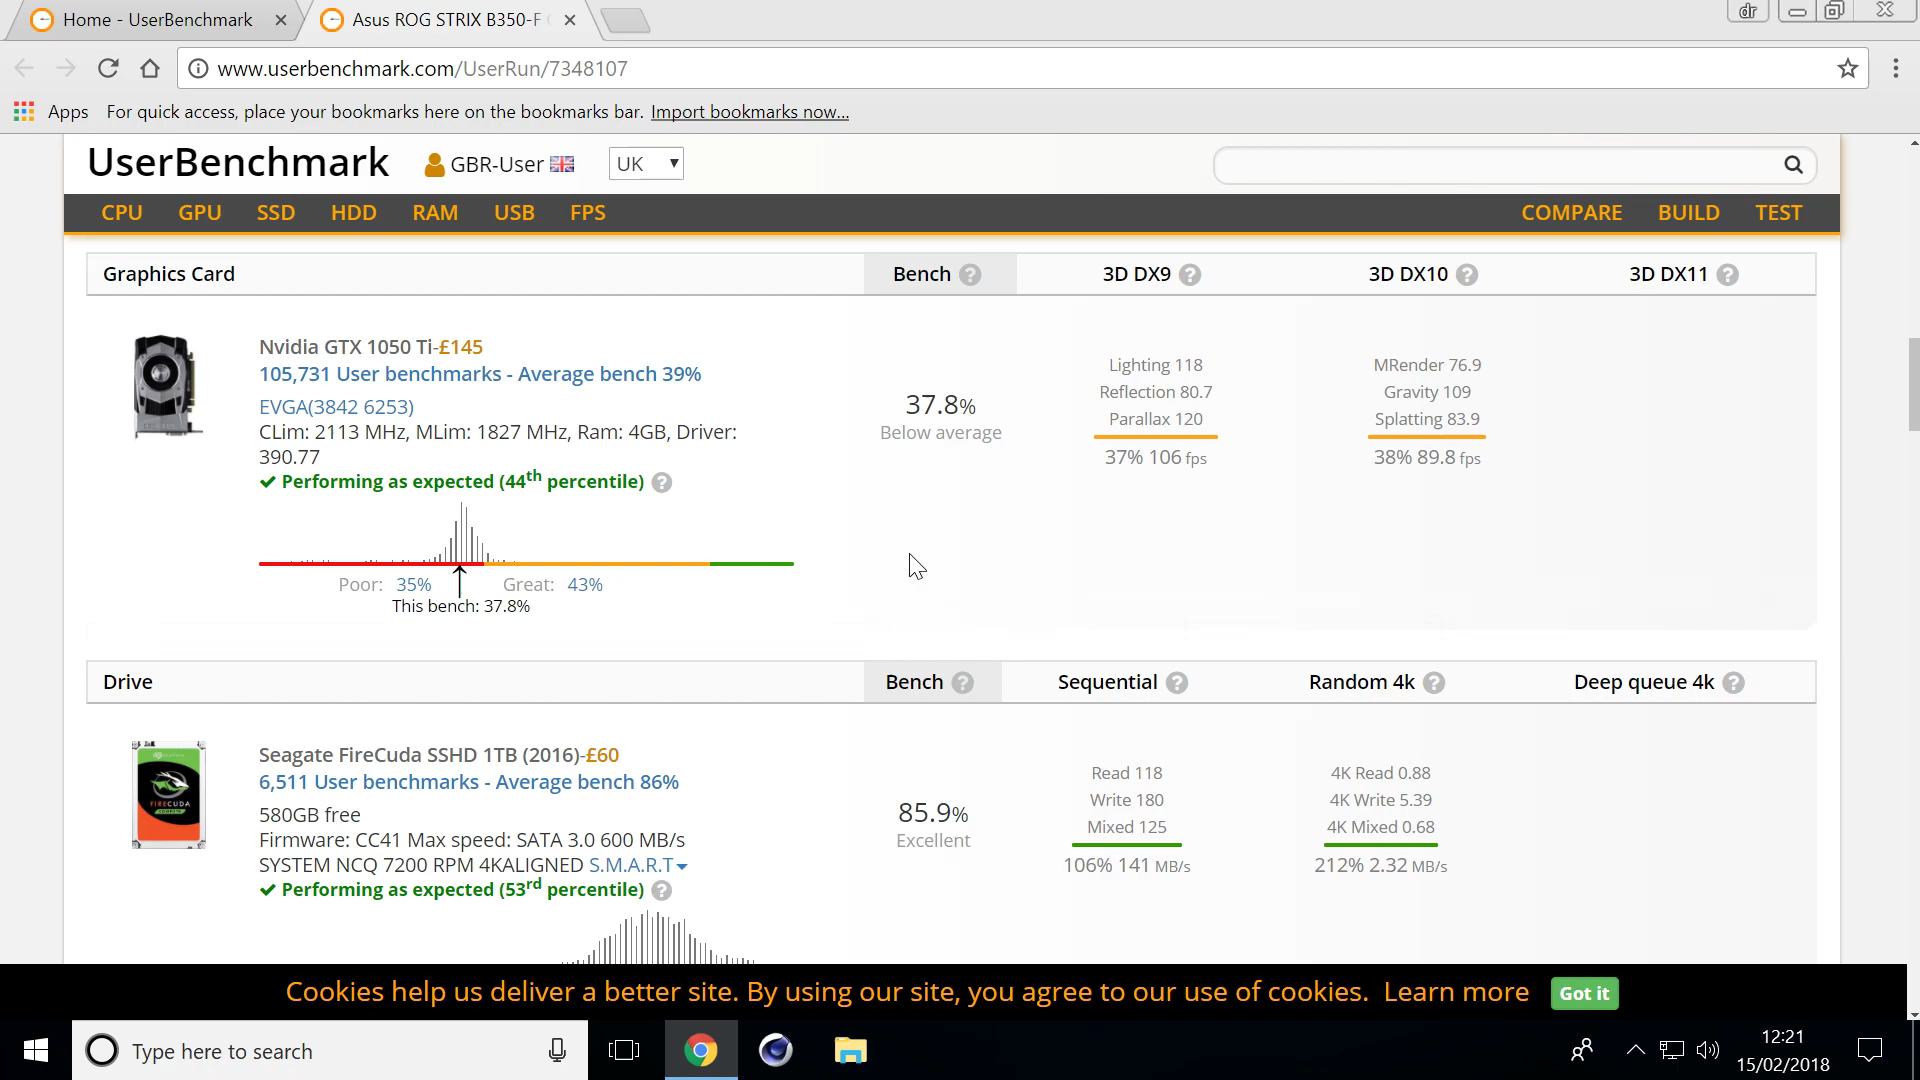 Home - UserBenchmark
Asus ROG STRIX B350-F
dr
www.userbenchmark.com/UserRun/7348107
Apps For quick access, place your bookmarks here on the bookmarks bar. Import bookmarks now...
UserBenchmark GBR-User UK
CPU GPU SSD HDD RAM USB FPS COMPARE BUILD TEST
Graphics Card Bench ? 3D DX9 ? 3D DX10 ? 3D DX11 ?
Nvidia GTX 1050 Ti-£145
105,731 User benchmarks - Average bench 39%
EVGA(3842 6253)
CLim: 2113 MHz, MLim: 1827 MHz, Ram: 4GB, Driver:
390.77
Performing as expected (44th percentile) ?
Poor: 35% Great: 43%
This bench: 37.8%
37.8%
Below average
Lighting 118
Reflection 80.7
Parallax 120
37% 106 fps
MRender 76.9
Gravity 109
Splatting 83.9
38% 89.8 fps
Drive Bench ? Sequential ? Random 4k ? Deep queue 4k ?
Seagate FireCuda SSHD 1TB (2016)-£60
6,511 User benchmarks - Average bench 86%
580GB free
Firmware: CC41 Max speed: SATA 3.0 600 MB/s
SYSTEM NCQ 7200 RPM 4KALIGNED S.M.A.R.T
Performing as expected (53rd percentile) ?
FIRECUDA
85.9%
Excellent
Read 118
Write 180
Mixed 125
106% 141 MB/s
4K Read 0.88
4K Write 5.39
4K Mixed 0.68
212% 2.32 MB/s
Cookies help us deliver a better site. By using our site, you agree to our use of cookies. Learn more Got it
Type here to search
12:21
15/02/2018